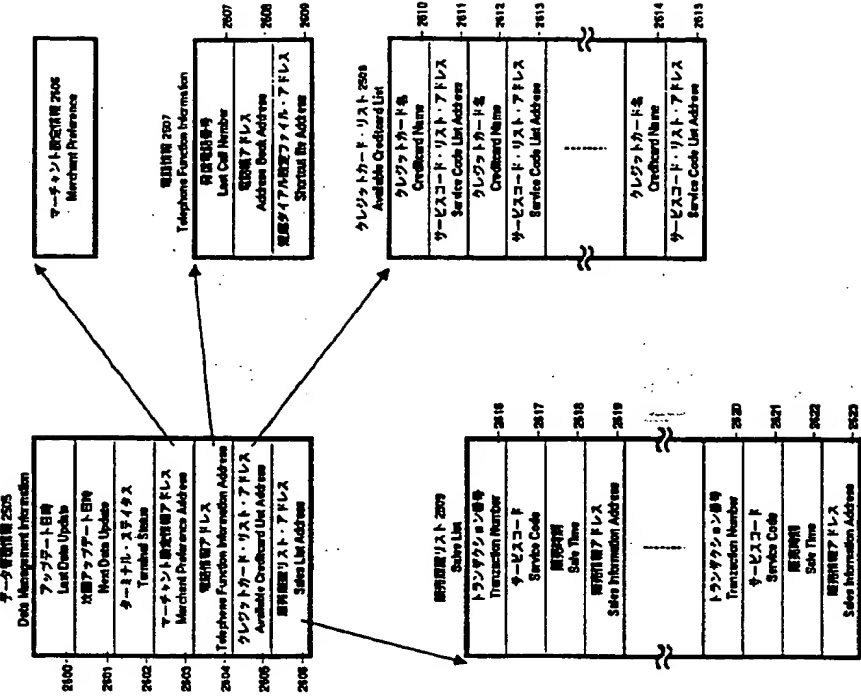 データ管理情報 2505
Data Management Information
2600
アップデート日時
Last Data Update
2601
次回アップデート日時
Next Data Update
2602
ターミナル・ステイタス
Terminal Status
2603
マーチャント設定情報アドレス
Merchant Preference Address
2604
電話情報アドレス
Telephone Function Information Address
2605
クレジットカード・リスト・アドレス
Available Creditcard List Address
2606
販売履歴リスト・アドレス
Sales List Address
マーチャント設定情報 2506
Merchant Preference
電話情報 2507
Telephone Function Information
発信電話番号
Last Call Number
2607
電話帳アドレス
Address Book Address
2608
短縮ダイアル設定ファイル・アドレス
Shortcut file Address
2609
クレジットカード・リスト 2508
Available Creditcard List
クレジットカード名
Creditcard Name
2610
サービスコード・リスト・アドレス
Service Code List Address
2611
クレジットカード名
Creditcard Name
2612
サービスコード・リスト・アドレス
Service Code List Address
2613
クレジットカード名
Creditcard Name
2614
サービスコード・リスト・アドレス
Service Code List Address
2615
販売履歴リスト 2509
Sales List
トランザクション番号
Tranzaction Number
2616
サービスコード
Service Code
2617
販売時刻
Sale Time
2618
販売情報アドレス
Sales Information Address
2619
トランザクション番号
Tranzaction Number
2620
サービスコード
Service Code
2621
販売時刻
Sale Time
2622
販売情報アドレス
Sales Information Address
2623